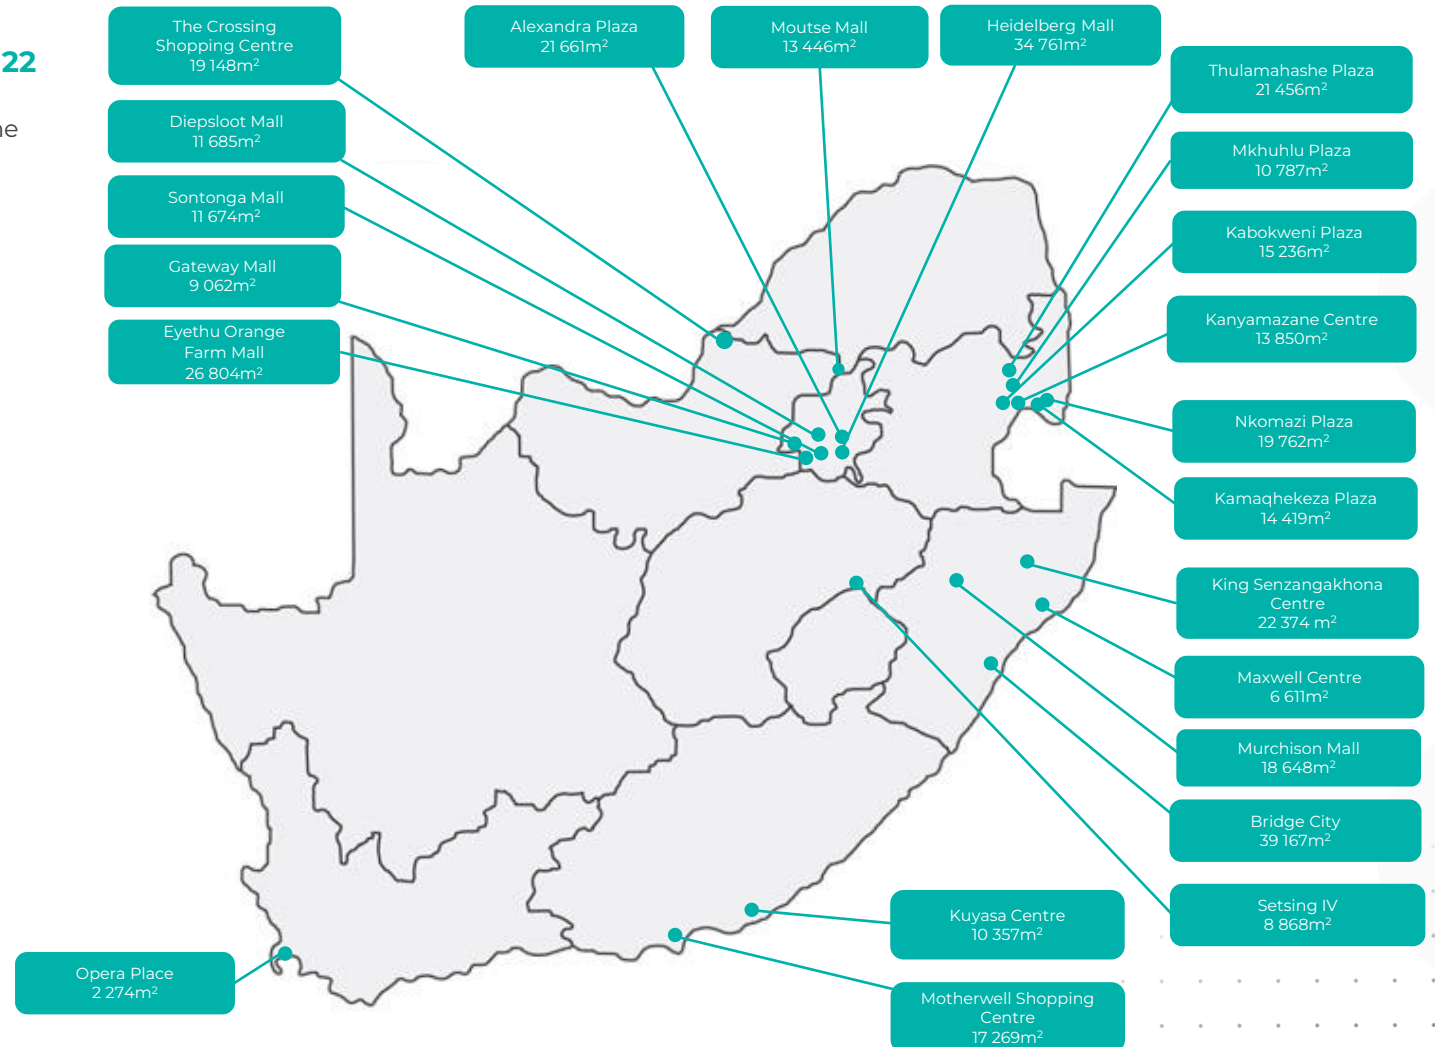 22
ne
The Crossing
Shopping Centre
19 148m²
Diepsloot Mall
11 685m²
Sontonga Mall
11 674m²
Gateway Mall
9 062m²
Eyethu Orange
Farm Mall
26 804m²
Alexandra Plaza
21 661m²
Moutse Mall
13 446m²
Heidelberg Mall
34 761m²
Thulamahashe Plaza
21 456m²
Mkhuhlu Plaza
10 787m²
Kabokweni Plaza
15 236m²
Kanyamazane Centre
13 850m²
Nkomazi Plaza
19 762m²
Kamaqhekeza Plaza
14 419m²
King Senzangakhona
Centre
22 374 m²
Maxwell Centre
6 611m²
Murchison Mall
18 648m²
Bridge City
39 167m²
Setsing IV
8 868m²
Kuyasa Centre
10 357m²
Motherwell Shopping
Centre
17 269m²
Opera Place
2 274m²